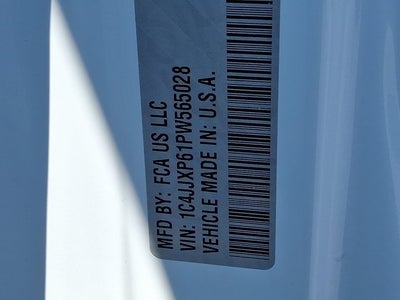 MFD BY: FCA US LLC
VIN: 1C4JJXP61PW565028
VEHICLE MADE IN: U.S.A.